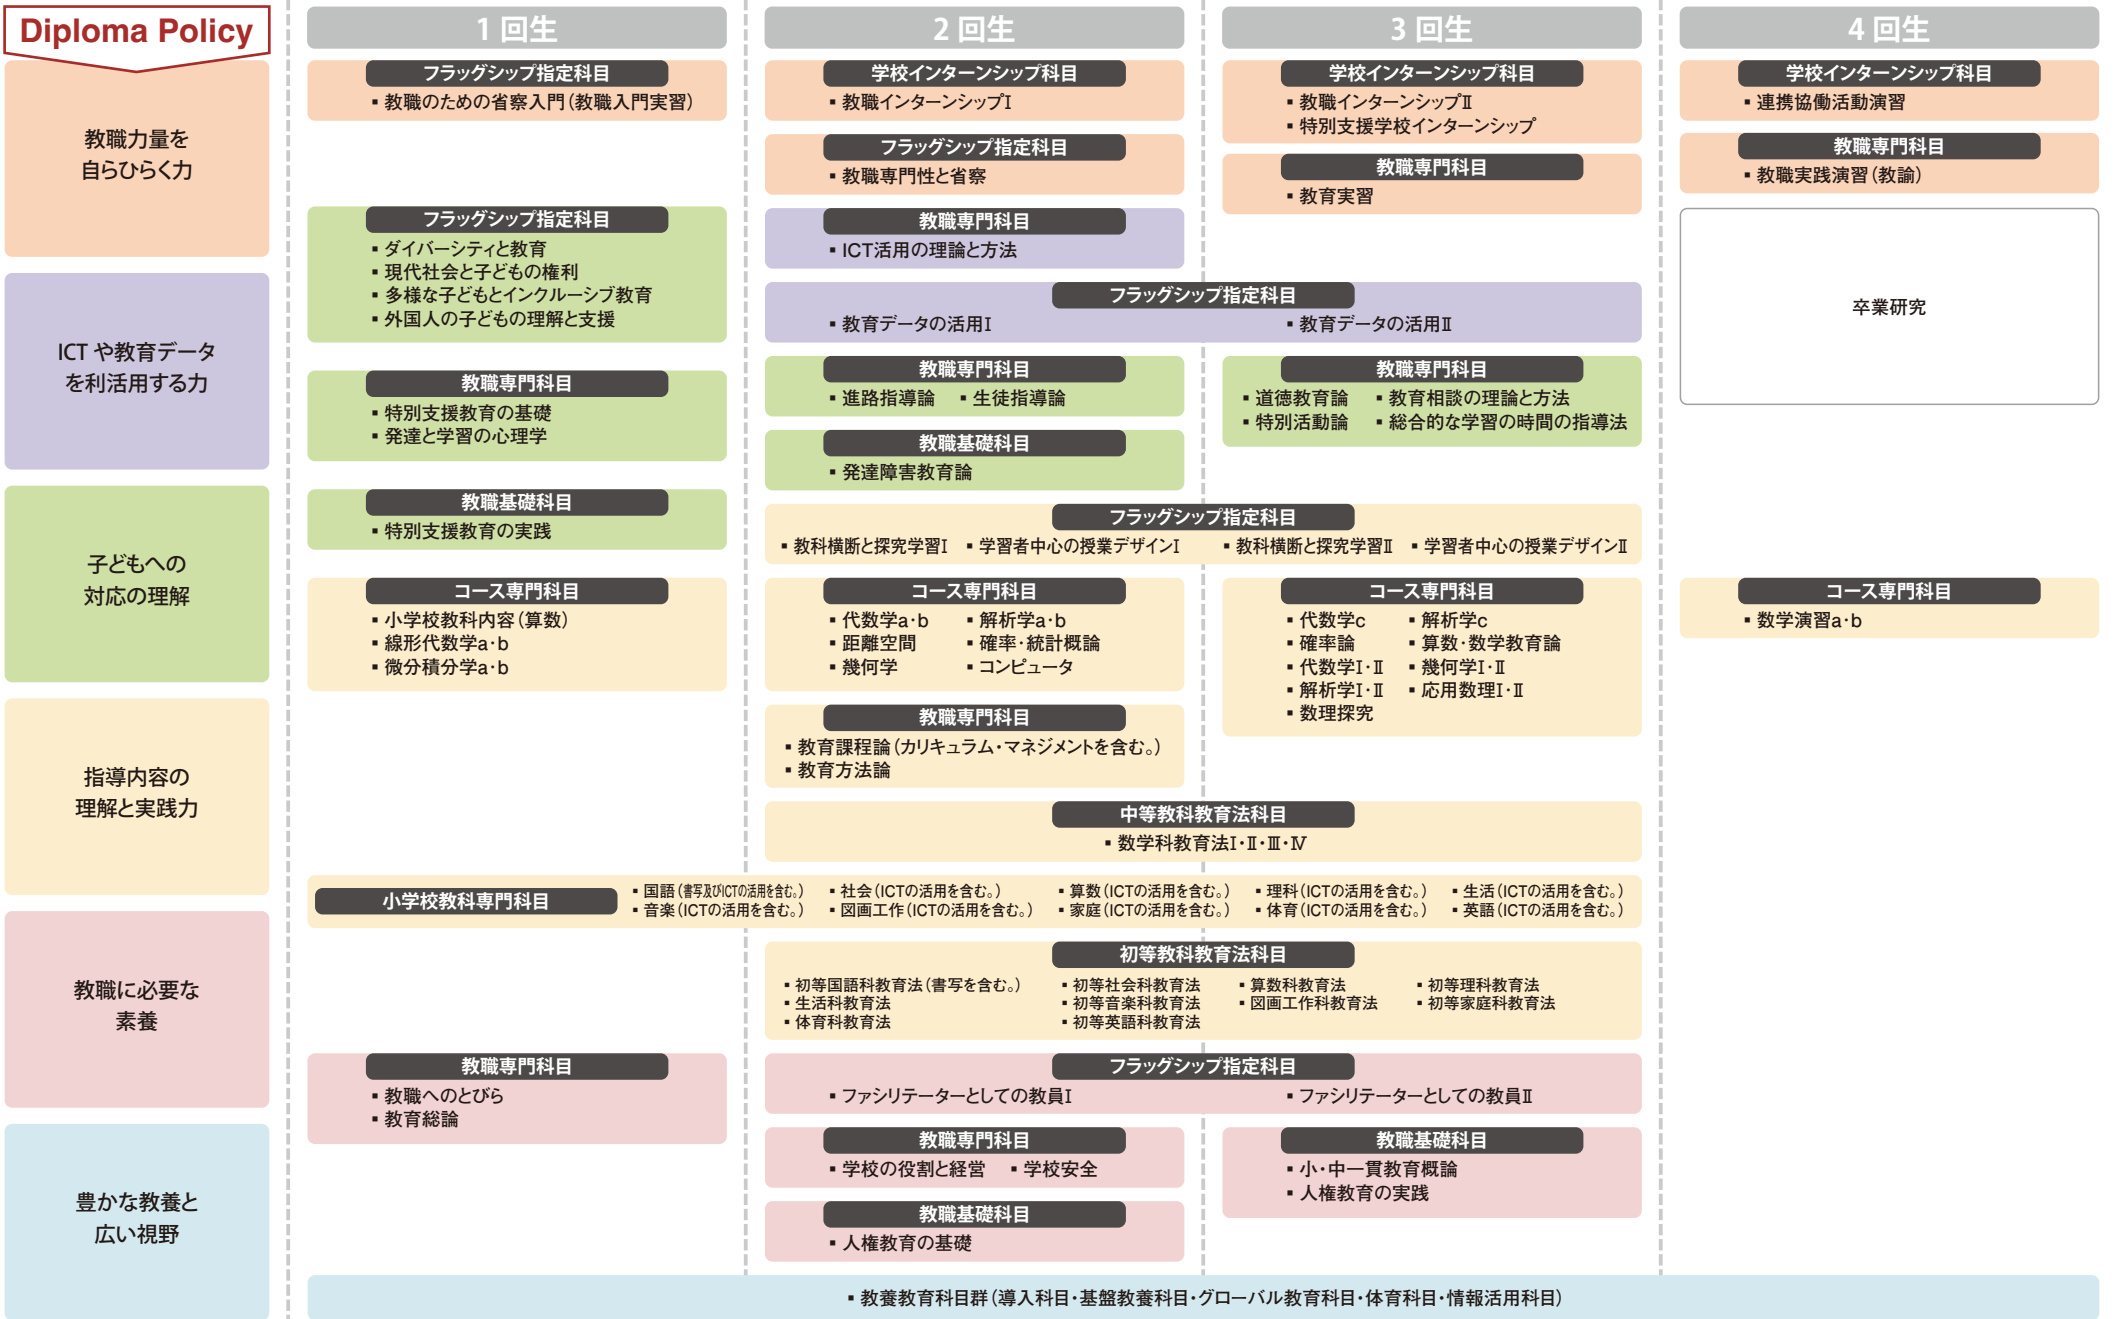 Diploma Policy
1 回生
2 回生
3 回生
4 回生
教職力量を
自らひらく力
ICT や教育データ
を利活用する力
子どもへの
対応の理解
指導内容の
理解と実践力
教職に必要な
素養
豊かな教養と
広い視野
フラッグシップ指定科目
▪ 教職のための省察入門（教職入門実習）
フラッグシップ指定科目
▪ ダイバーシティと教育
▪ 現代社会と子どもの権利
▪ 多様な子どもとインクルーシブ教育
▪ 外国人の子どもの理解と支援
教職専門科目
▪ 特別支援教育の基礎
▪ 発達と学習の心理学
教職基礎科目
▪ 特別支援教育の実践
コース専門科目
▪ 小学校教科内容（算数）
▪ 線形代数学a・b
▪ 微分積分学a・b
学校インターンシップ科目
▪ 教職インターンシップⅠ
フラッグシップ指定科目
▪ 教職専門性と省察
教職専門科目
▪ ICT活用の理論と方法
学校インターンシップ科目
▪ 教職インターンシップⅡ
▪ 特別支援学校インターンシップ
教職専門科目
▪ 教育実習
学校インターンシップ科目
▪ 連携協働活動演習
教職専門科目
▪ 教職実践演習（教諭）
卒業研究
フラッグシップ指定科目
▪ 教育データの活用Ⅰ ▪ 教育データの活用Ⅱ
教職専門科目
▪ 進路指導論 ▪ 生徒指導論
教職基礎科目
▪ 発達障害教育論
教職専門科目
▪ 道徳教育論 ▪ 教育相談の理論と方法
▪ 特別活動論 ▪ 総合的な学習の時間の指導法
フラッグシップ指定科目
▪ 教科横断と探究学習Ⅰ ▪ 学習者中心の授業デザインⅠ ▪ 教科横断と探究学習Ⅱ ▪ 学習者中心の授業デザインⅡ
コース専門科目
▪ 代数学a・b ▪ 解析学a・b
▪ 距離空間 ▪ 確率・統計概論
▪ 幾何学 ▪ コンピュータ
コース専門科目
▪ 代数学c ▪ 解析学c
▪ 確率論 ▪ 算数・数学教育論
▪ 代数学Ⅰ・Ⅱ ▪ 幾何学Ⅰ・Ⅱ
▪ 解析学Ⅰ・Ⅱ ▪ 応用数理Ⅰ・Ⅱ
▪ 数理探究
コース専門科目
▪ 数学演習a・b
教職専門科目
▪ 教育課程論（カリキュラム・マネジメントを含む。）
▪ 教育方法論
中等教科教育法科目
▪ 数学科教育法Ⅰ・Ⅱ・Ⅲ・Ⅳ
小学校教科専門科目
▪ 国語（書写及びICTの活用を含む。） ▪ 社会（ICTの活用を含む。） ▪ 算数（ICTの活用を含む。） ▪ 理科（ICTの活用を含む。） ▪ 生活（ICTの活用を含む。）
▪ 音楽（ICTの活用を含む。） ▪ 図画工作（ICTの活用を含む。） ▪ 家庭（ICTの活用を含む。） ▪ 体育（ICTの活用を含む。） ▪ 英語（ICTの活用を含む。）
初等教科教育法科目
▪ 初等国語科教育法（書写を含む。） ▪ 初等社会科教育法 ▪ 算数科教育法 ▪ 初等理科教育法
▪ 生活科教育法 ▪ 初等音楽科教育法 ▪ 図画工作科教育法 ▪ 初等家庭科教育法
▪ 体育科教育法 ▪ 初等英語科教育法
教職専門科目
▪ 教職へのとびら
▪ 教育総論
フラッグシップ指定科目
▪ ファシリテーターとしての教員Ⅰ ▪ ファシリテーターとしての教員Ⅱ
教職専門科目
▪ 学校の役割と経営 ▪ 学校安全
教職基礎科目
▪ 人権教育の基礎
教職基礎科目
▪ 小・中一貫教育概論
▪ 人権教育の実践
▪ 教養教育科目群（導入科目・基盤教養科目・グローバル教育科目・体育科目・情報活用科目）